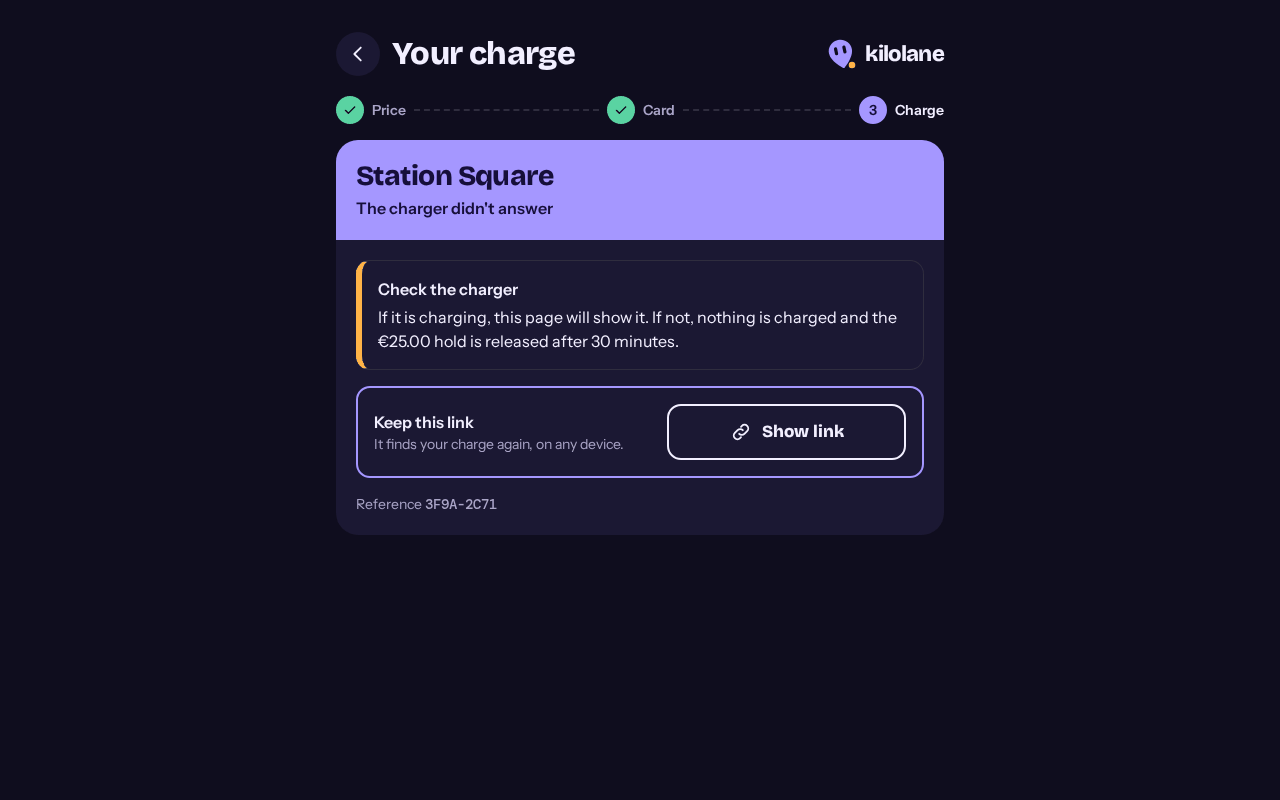 Your charge
kilolane
Price
Card
3 Charge
Station Square
The charger didn't answer
Check the charger
If it is charging, this page will show it. If not, nothing is charged and the
€25.00 hold is released after 30 minutes.
Keep this link
It finds your charge again, on any device.
Show link
Reference 3F9A-2C71